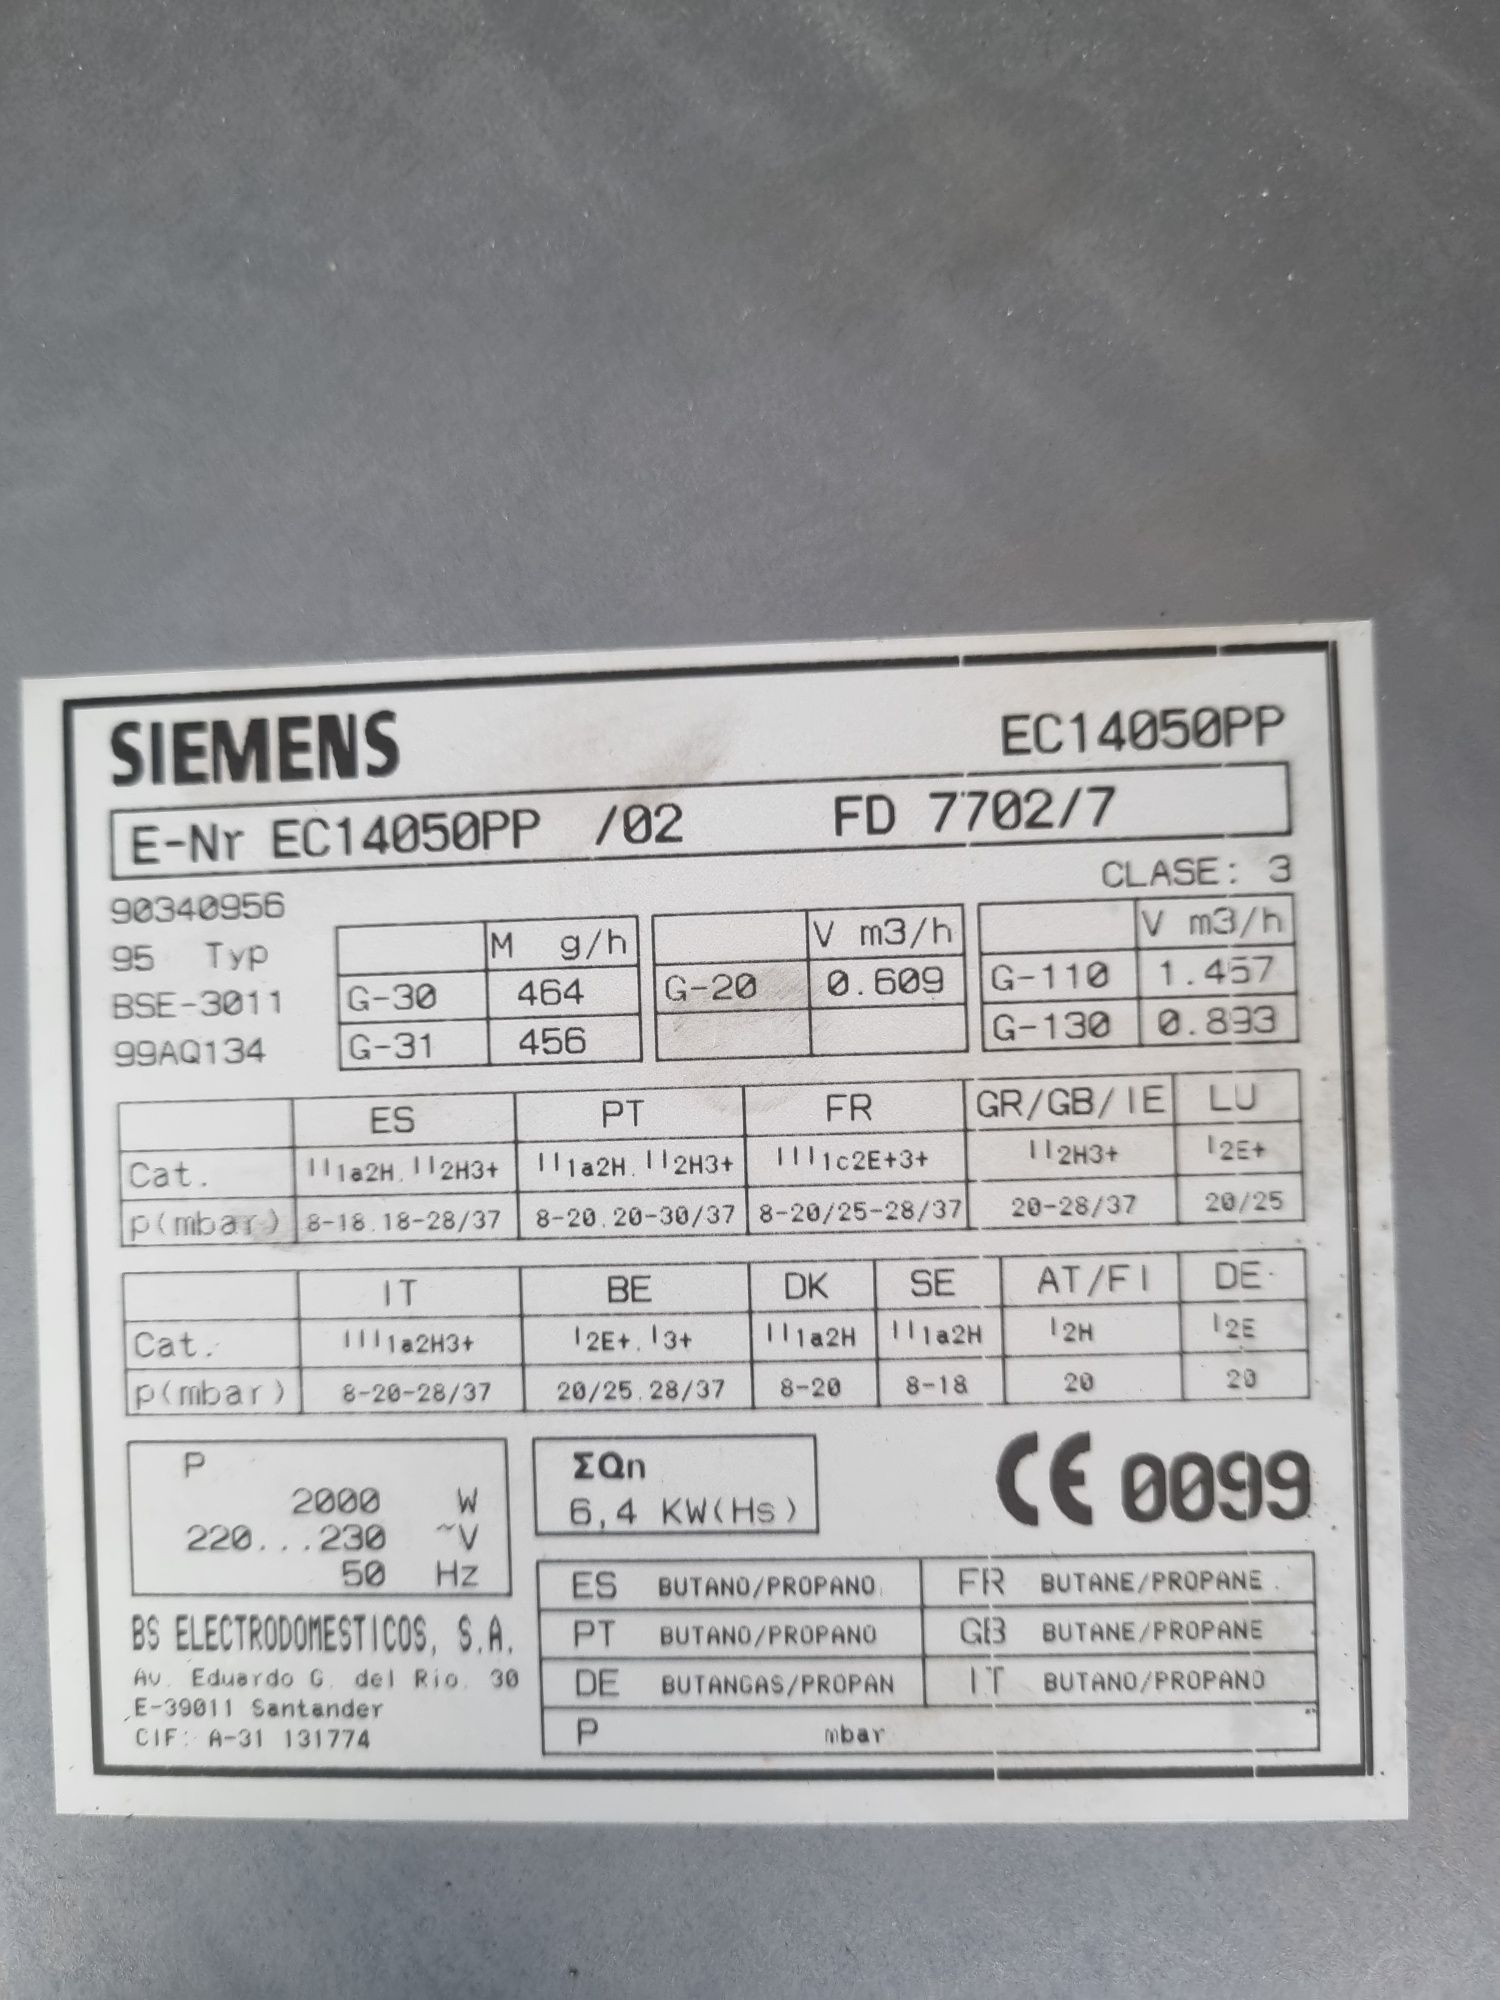 SIEMENS EC14050PP
E-Nr EC14050PP /02 FD 7702/7
CLASE: 3
90340956
95 Typ
BSE-3011
99AQ134
M g/h
G-30 464
G-31 456
V m3/h
G-20 0.609
V m3/h
G-110 1.457
G-130 0.893
ES PT FR GR/GB/IE LU
Cat. II1a2H. II2H3+ II1a2H. II2H3+ III1c2E+3+ II2H3+ I2E+
p(mbar) 8-18.18-28/37 8-20.20-30/37 8-20/25-28/37 20-28/37 20/25
IT BE DK SE AT/FI DE
Cat. III1a2H3+ I2E+. I3+ II1a2H II1a2H I2H I2E
p(mbar) 8-20-28/37 20/25.28/37 8-20 8-18 20 20
P
2000 W
220...230 ~V
50 Hz
ΣQn
6,4 KW(Hs)
CE 0099
BS ELECTRODOMESTICOS, S.A.
Av. Eduardo G. del Rio. 30
E-39011 Santander
CIF: A-31 131774
ES BUTANO/PROPANO. FR BUTANE/PROPANE.
PT BUTANO/PROPANO GB BUTANE/PROPANE
DE BUTANGAS/PROPAN IT BUTANO/PROPANO
P mbar